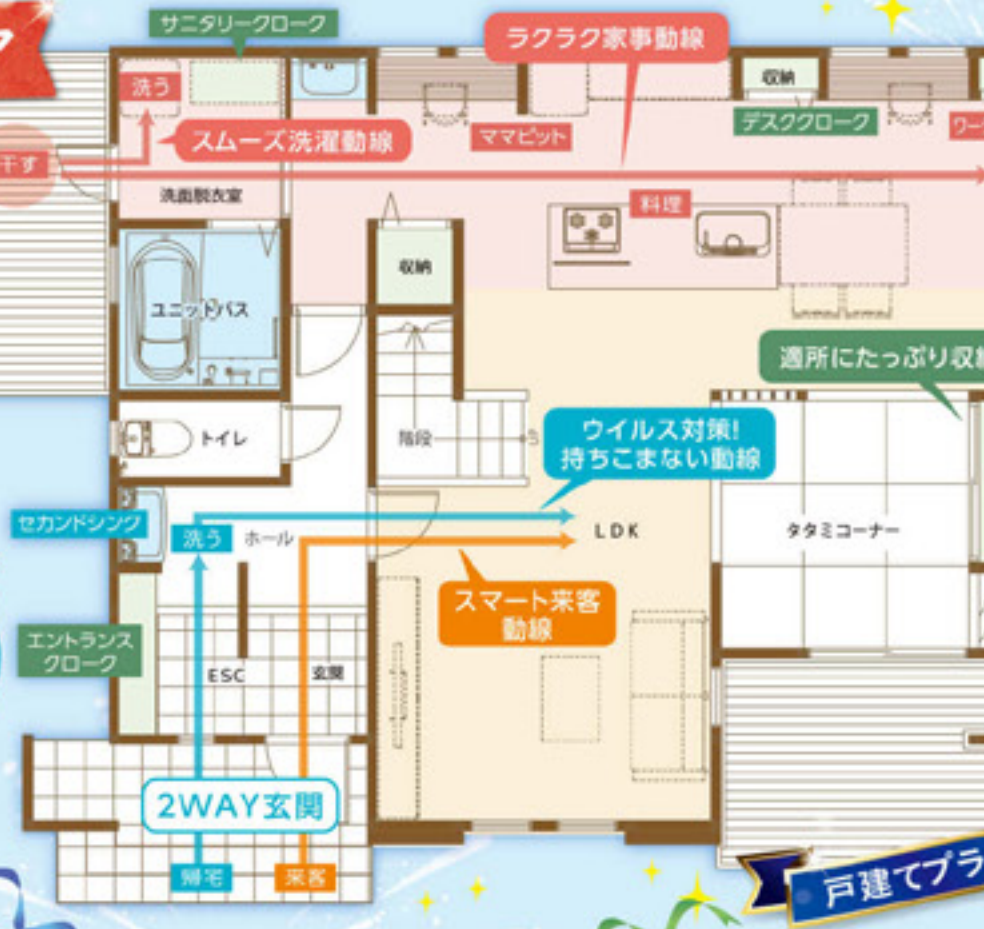 サニタリークローク
ラクラク家事動線
洗う
収納
デスククローク
スムーズ洗濯動線
ママピット
干す
料理
洗面脱衣室
収納
ユニットバス
適所にたっぷり収納
トイレ
階段
UP
ウイルス対策!
持ちこまない動線
セカンドシンク
洗う
ホール
LDK
タタミコーナー
スマート来客
動線
エントランス
クローク
ESC
玄関
2WAY玄関
帰宅
来客
戸建てプラ